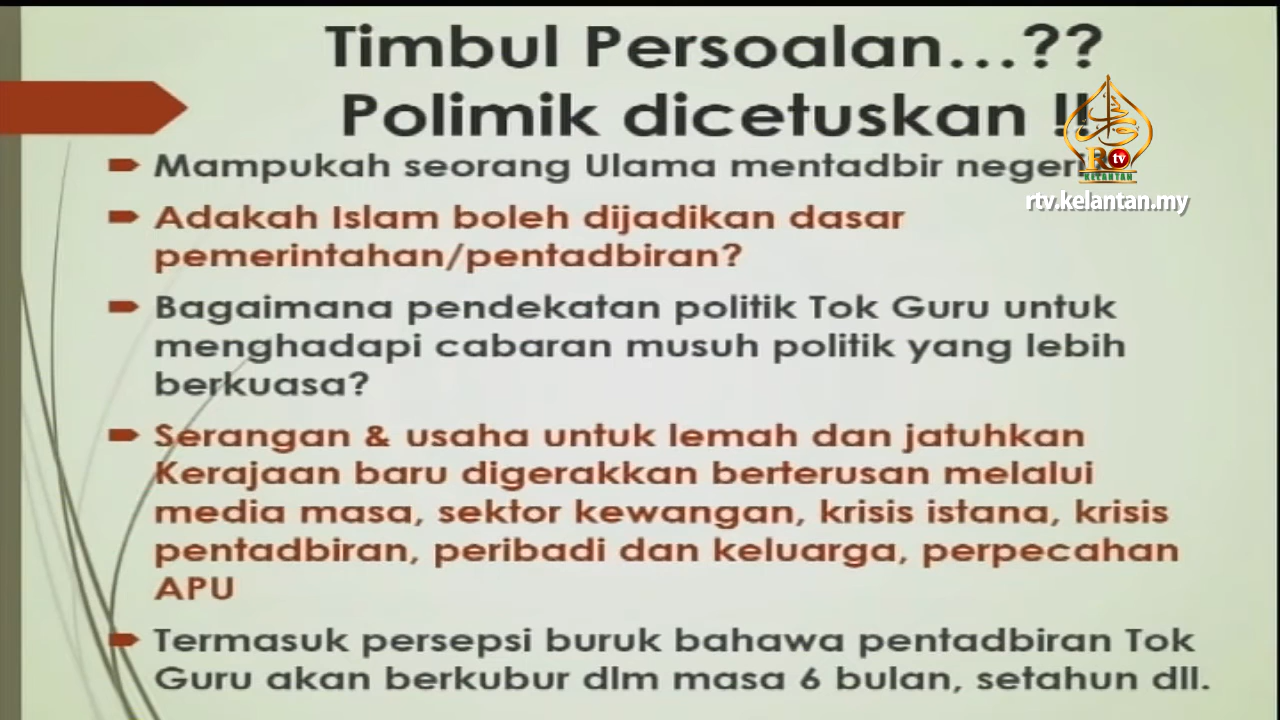 Timbul Persoalan...??
Polimik dicetuskan !!
Mampukah seorang Ulama mentadbir negeri
Adakah Islam boleh dijadikan dasar
pemerintahan/pentadbiran?
Bagaimana pendekatan politik Tok Guru untuk
menghadapi cabaran musuh politik yang lebih
berkuasa?
Serangan & usaha untuk lemah dan jatuhkan
Kerajaan baru digerakkan berterusan melalui
media masa, sektor kewangan, krisis istana, krisis
pentadbiran, peribadi dan keluarga, perpecahan
APU
Termasuk persepsi buruk bahawa pentadbiran Tok
Guru akan berkubur dlm masa 6 bulan, setahun dll.
Rtv
KELANTAN
rtv.kelantan.my